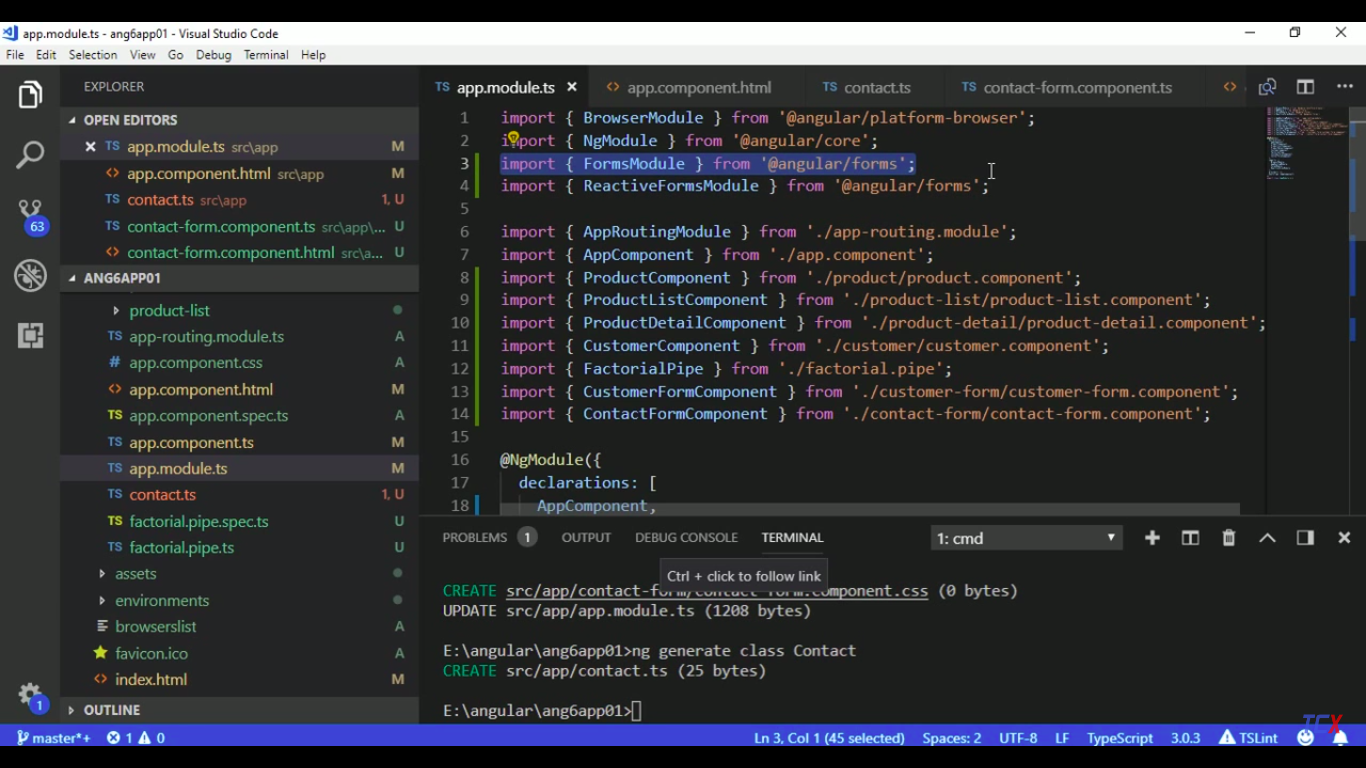 app.module.ts - ang6app01 - Visual Studio Code
File Edit Selection View Go Debug Terminal Help
EXPLORER
OPEN EDITORS
TS app.module.ts src\app M
<> app.component.html src\app M
TS contact.ts src\app 1, U
TS contact-form.component.ts src\app\... U
<> contact-form.component.html src\a... U
ANG6APP01
product-list
app-routing.module.ts A
# app.component.css A
<> app.component.html M
TS app.component.spec.ts A
TS app.component.ts M
TS app.module.ts M
TS contact.ts 1, U
TS factorial.pipe.spec.ts U
TS factorial.pipe.ts U
assets
environments
browserslist A
favicon.ico A
<> index.html M
OUTLINE
63
1
TS app.module.ts <> app.component.html TS contact.ts TS contact-form.component.ts <>
1 import { BrowserModule } from '@angular/platform-browser';
2 import { NgModule } from '@angular/core';
3 import { FormsModule } from '@angular/forms';
4 import { ReactiveFormsModule } from '@angular/forms';
5
6 import { AppRoutingModule } from './app-routing.module';
7 import { AppComponent } from './app.component';
8 import { ProductComponent } from './product/product.component';
9 import { ProductListComponent } from './product-list/product-list.component';
10 import { ProductDetailComponent } from './product-detail/product-detail.component';
11 import { CustomerComponent } from './customer/customer.component';
12 import { FactorialPipe } from './factorial.pipe';
13 import { CustomerFormComponent } from './customer-form/customer-form.component';
14 import { ContactFormComponent } from './contact-form/contact-form.component';
15
16 @NgModule({
17 declarations: [
18 AppComponent,
PROBLEMS 1 OUTPUT DEBUG CONSOLE TERMINAL 1: cmd
Ctrl + click to follow link
CREATE src/app/contact-form/contact-form.component.css (0 bytes)
UPDATE src/app/app.module.ts (1208 bytes)
E:\angular\ang6app01>ng generate class Contact
CREATE src/app/contact.ts (25 bytes)
E:\angular\ang6app01>
TCX
master*+ 1 0 Ln 3, Col 1 (45 selected) Spaces: 2 UTF-8 LF TypeScript 3.0.3 TSLint